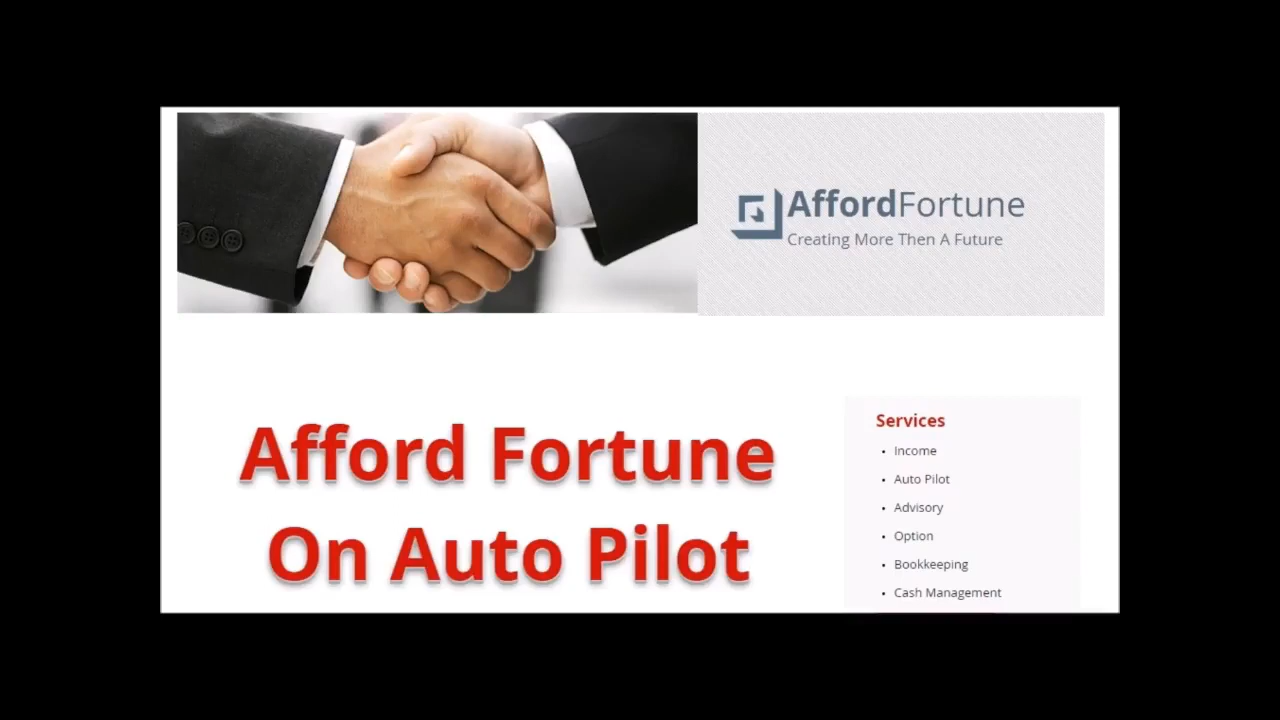 AffordFortune
Creating More Then A Future
Afford Fortune
On Auto Pilot
Services
Income
Auto Pilot
Advisory
Option
Bookkeeping
Cash Management